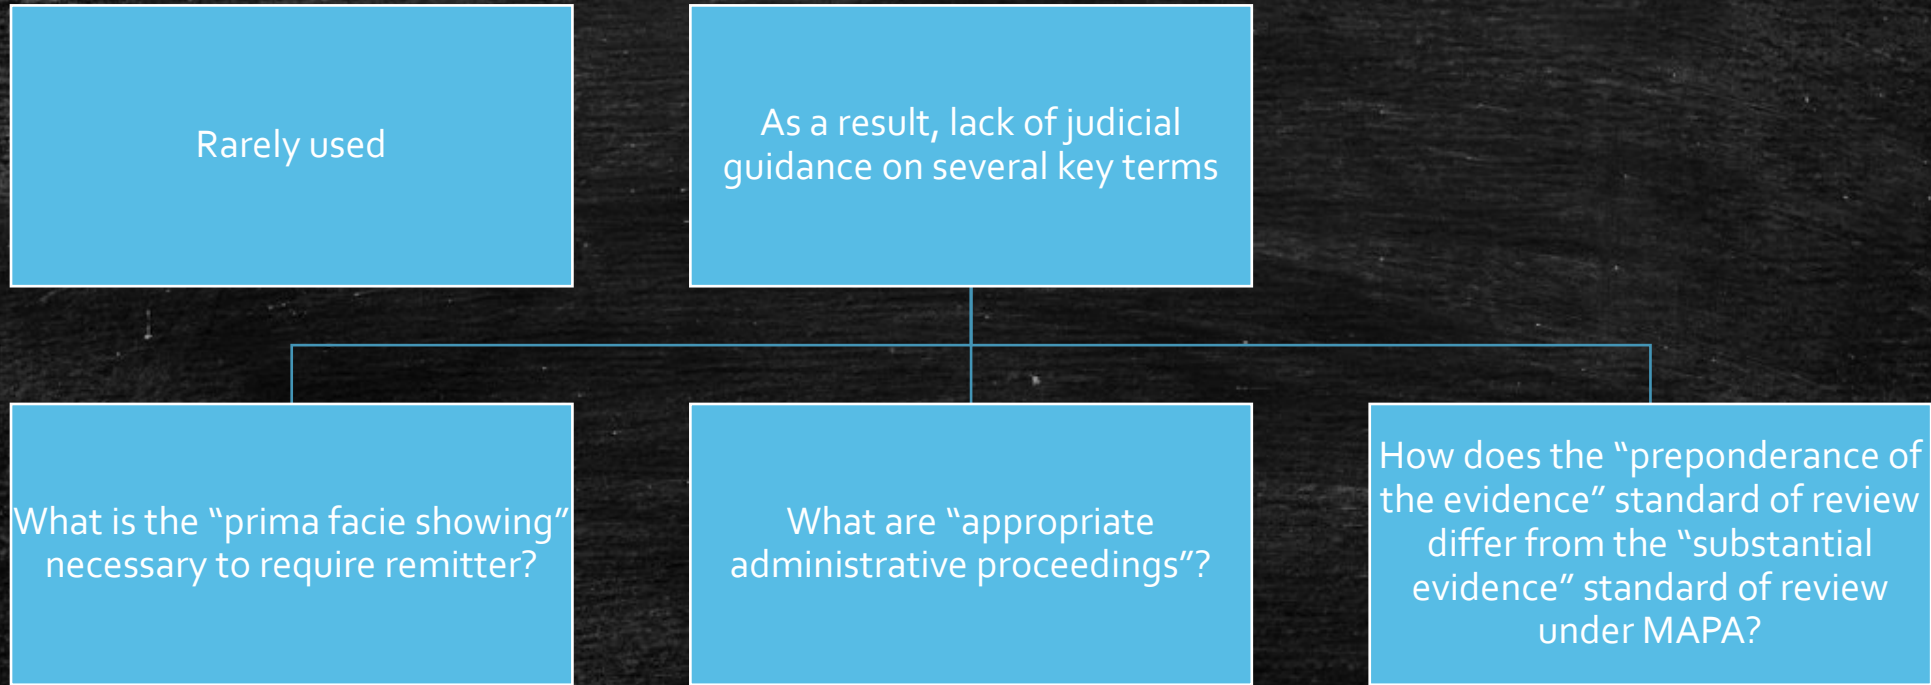 Rarely used
As a result, lack of judicial
guidance on several key terms
What is the “prima facie showing”
necessary to require remitter?
What are “appropriate
administrative proceedings”?
How does the “preponderance of
the evidence” standard of review
differ from the “substantial
evidence” standard of review
under MAPA?